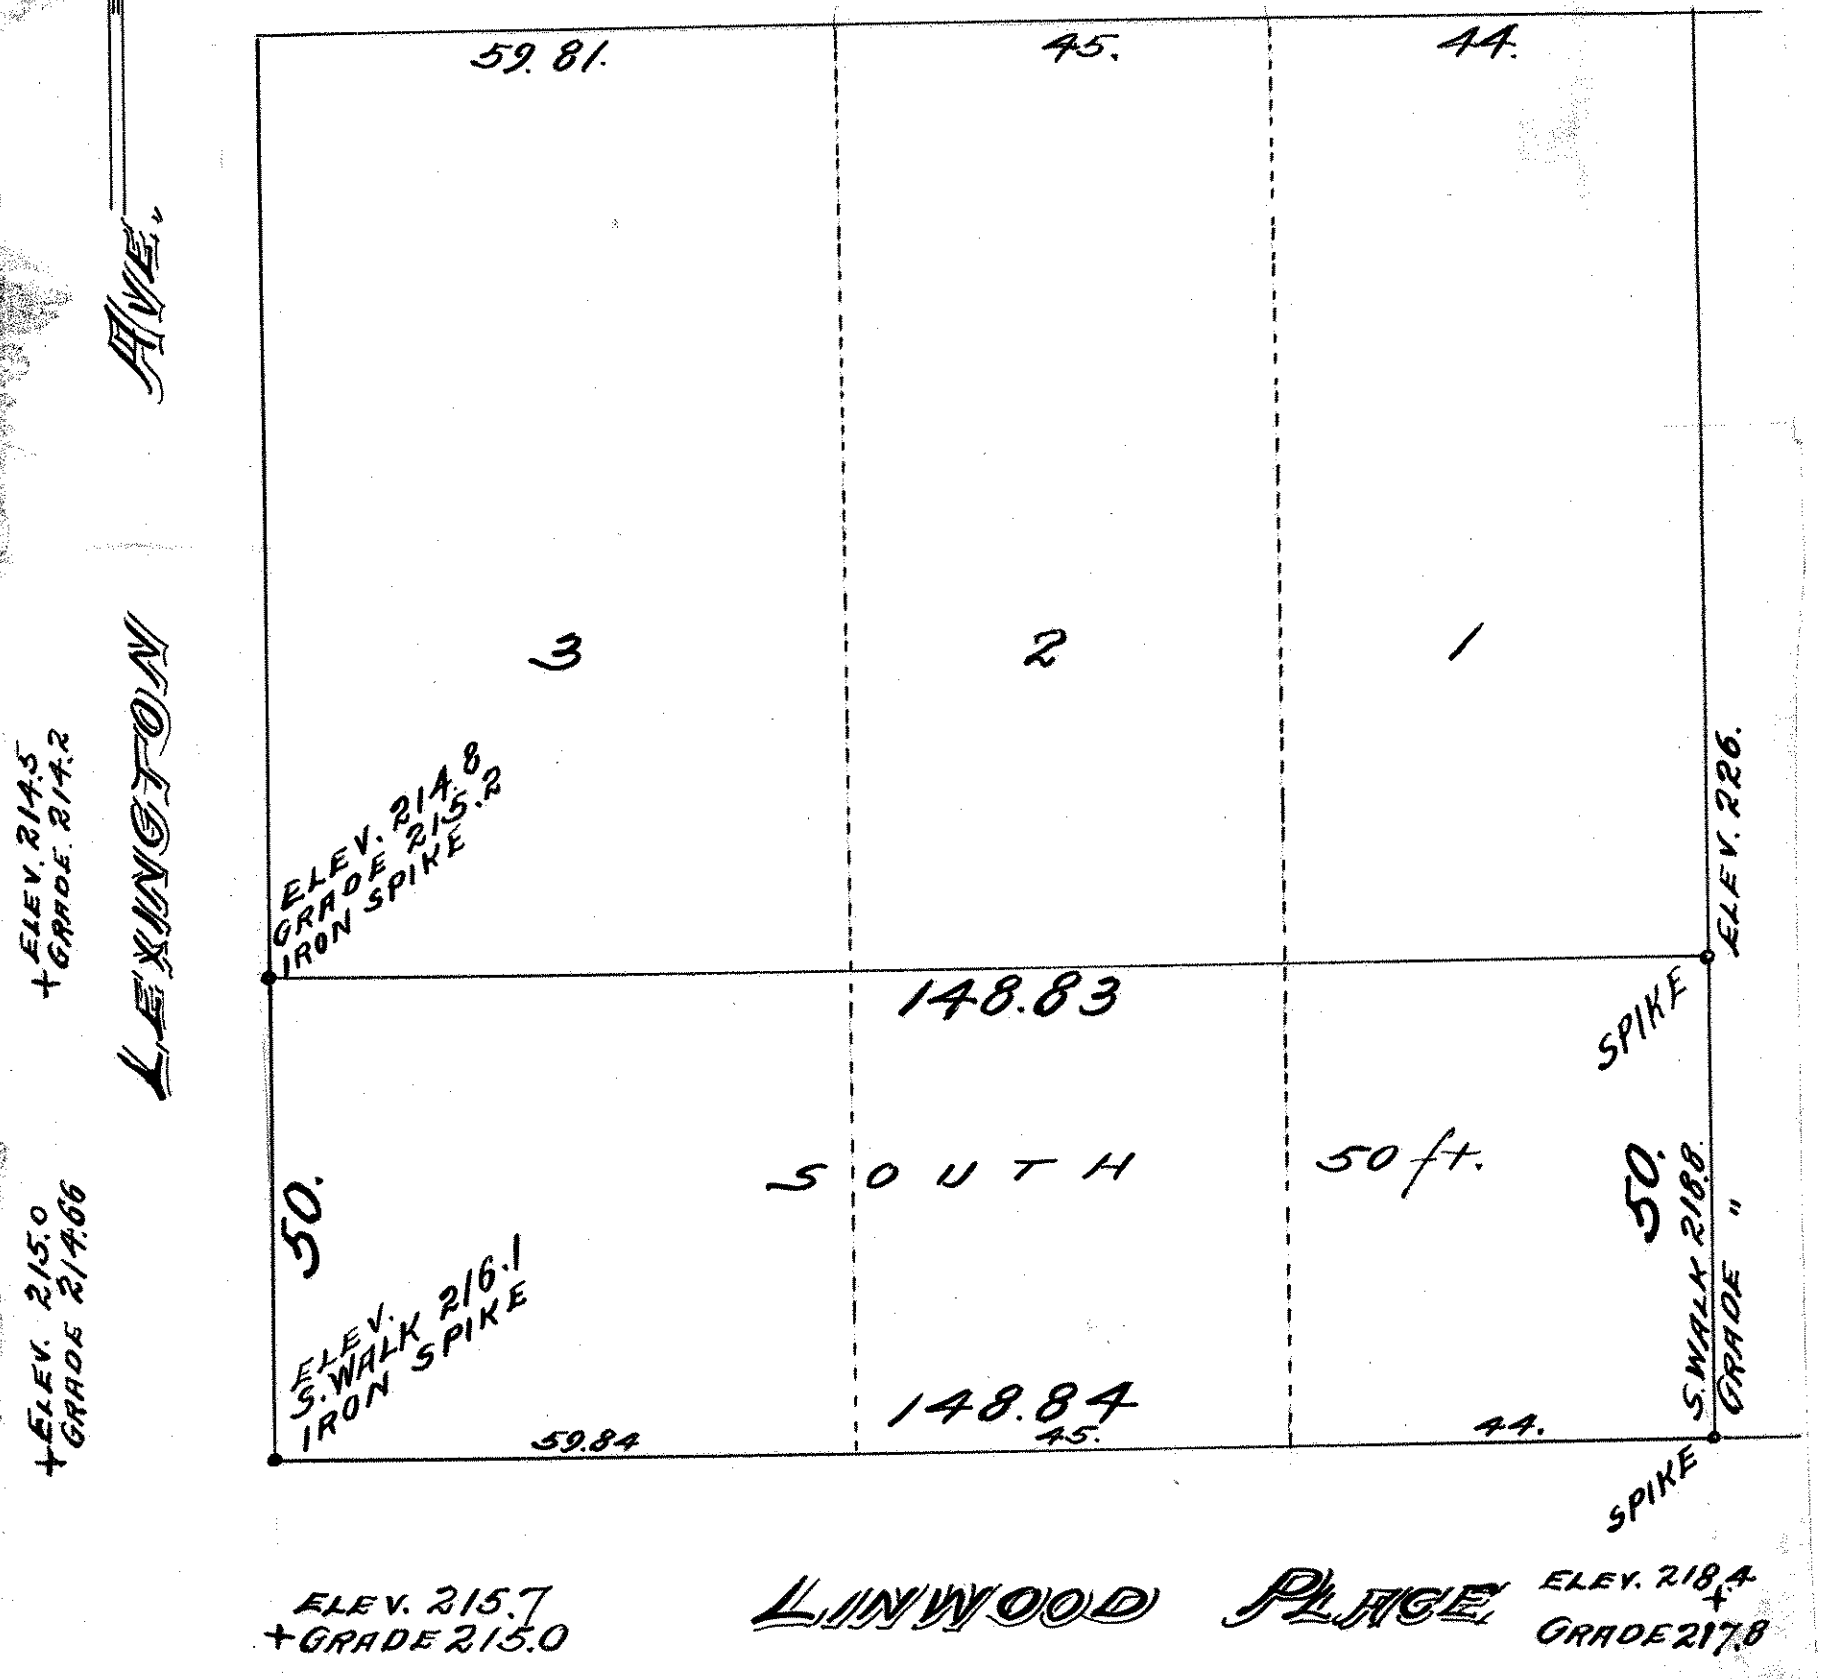 59.81.
45.
44.
LEXINGTON AVE.
3
2
1
ELEV. 214.5
GRADE. 214.2
ELEV. 214.8
GRADE 215.2
IRON SPIKE
ELEV. 226.
148.83
SPIKE
SOUTH 50 ft.
50.
50.
S. WALK 218.8.
GRADE "
ELEV. 215.0
GRADE 214.66
ELEV.
S. WALK 216.1
IRON SPIKE
148.84
59.84
45.
44.
SPIKE
ELEV. 215.7
GRADE 215.0
LINWOOD PLACE
ELEV. 218.4
GRADE 217.8